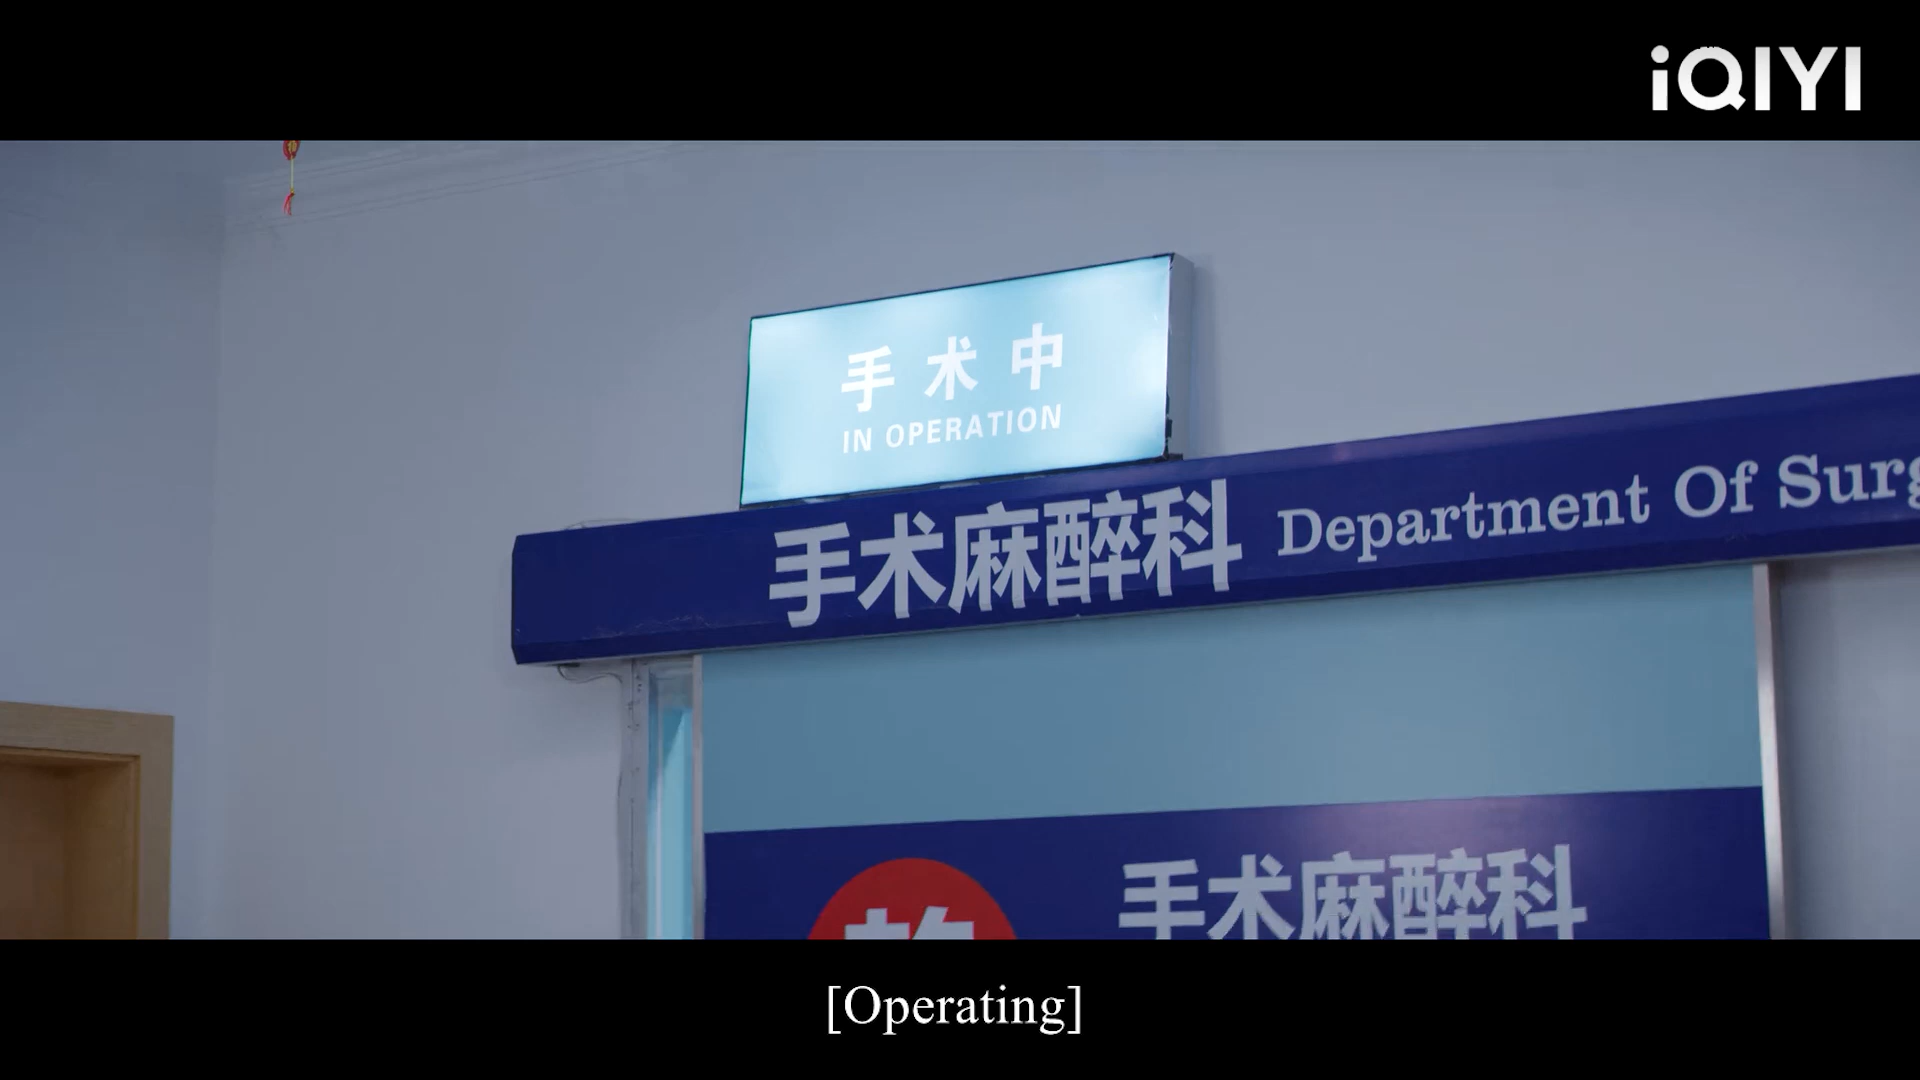 iQIYI
手术中
IN OPERATION
手术麻醉科 Department Of Surg
手术麻醉科
[Operating]